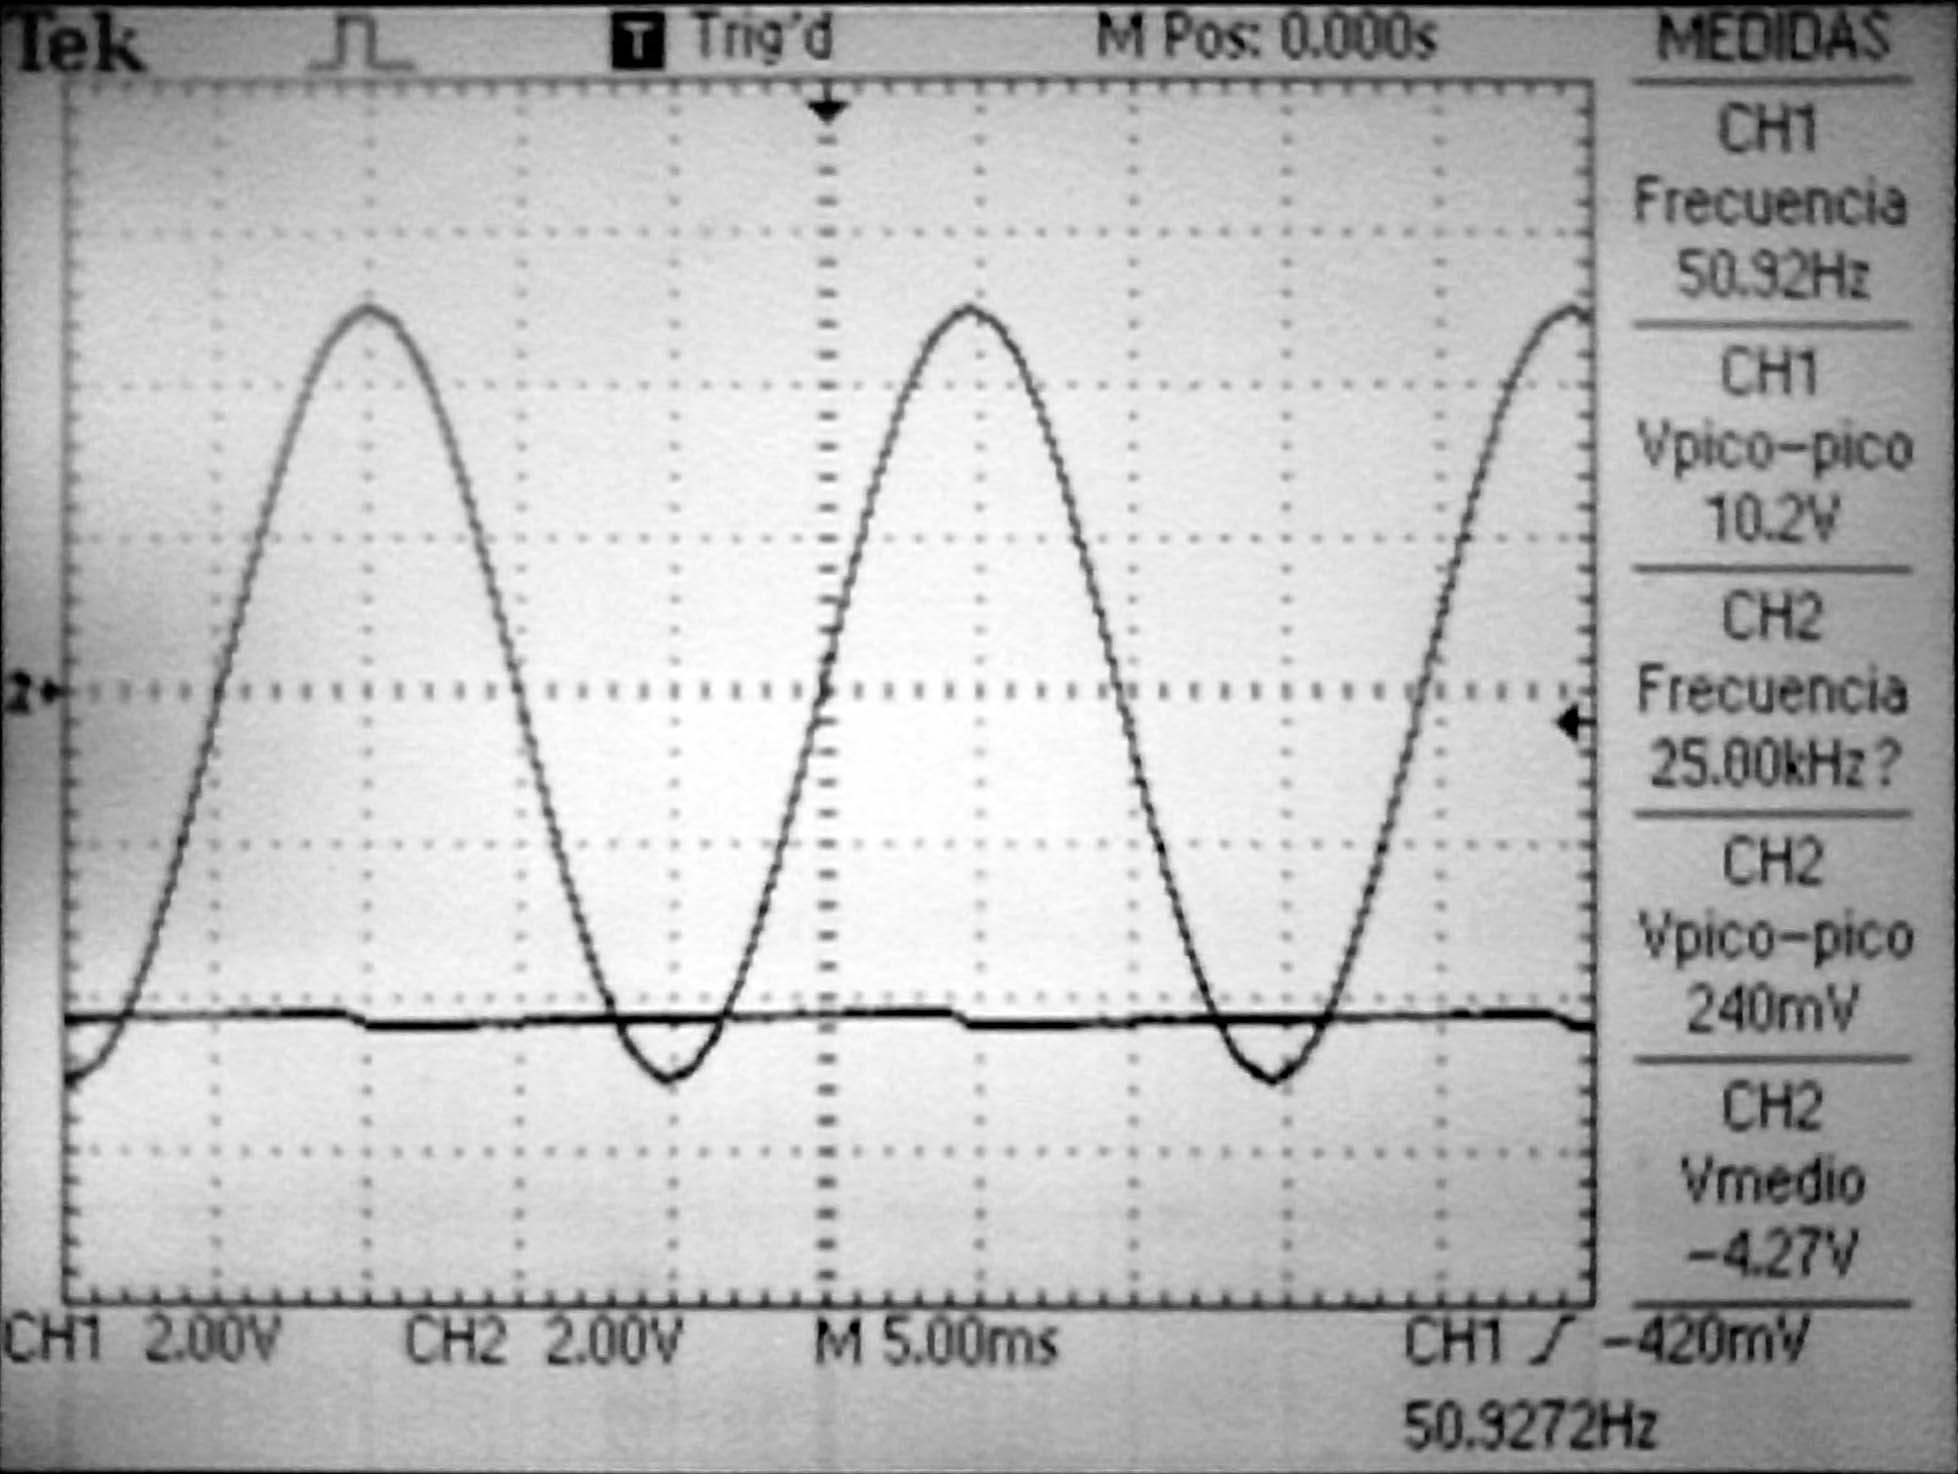 Tek T Trig'd M Pos: 0.000s MEDIDAS
CH1
Frecuencia
50.92Hz
CH1
Vpico-pico
10.2V
CH2
Frecuencia
25.00kHz?
CH2
Vpico-pico
240mV
CH2
Vmedio
-4.27V
2
CH1 2.00V CH2 2.00V M 5.00ms CH1 -420mV
50.9272Hz